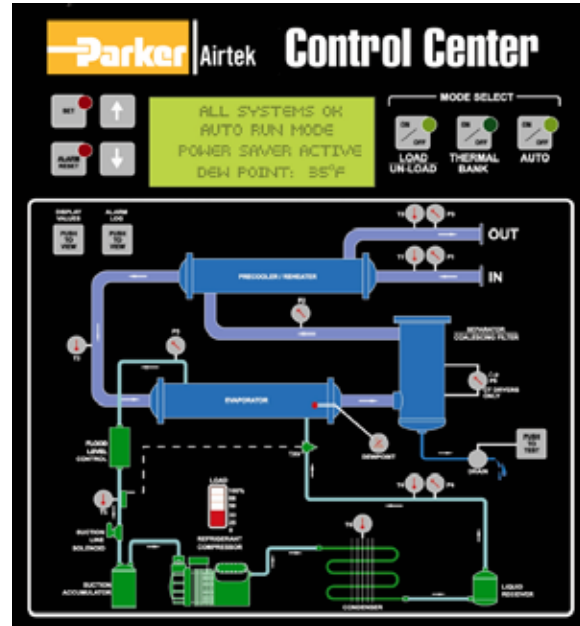 Parker Airtek Control Center
ALL SYSTEMS OK
AUTO RUN MODE
POWER SAVER ACTIVE
DEW POINT: 35°F
SET
ALARM
RESET
MODE SELECT
ON
OFF
ON
OFF
ON
OFF
LOAD
UN-LOAD
THERMAL
BANK
AUTO
DISPLAY
VALUES
ALARM
LOG
PUSH
TO
VIEW
PUSH
TO
VIEW
OUT
IN
PRECOOLER / REHEATER
SEPARATOR
COALESCING FILTER
EVAPORATOR
DEWPOINT
ONLY
PUSH
TO
TEST
DRAIN
FLOOD
LEVEL
CONTROL
SUCTION
LINE
SOLENOID
SUCTION
ACCUMULATOR
LOAD
100%
REFRIGERANT
COMPRESSOR
CONDENSER
LIQUID
RECEIVER